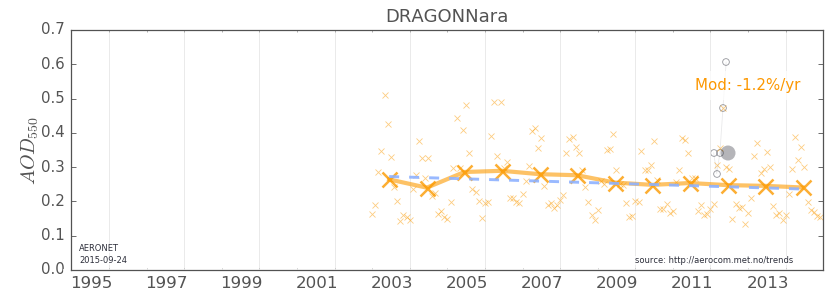 DRAGONNara
0.7
0.6
0.5
0.4
0.3
0.2
0.1
0.0
AOD550
Mod: -1.2%/yr
AERONET
2015-09-24
source: http://aerocom.met.no/trends
1995 1997 1999 2001 2003 2005 2007 2009 2011 2013